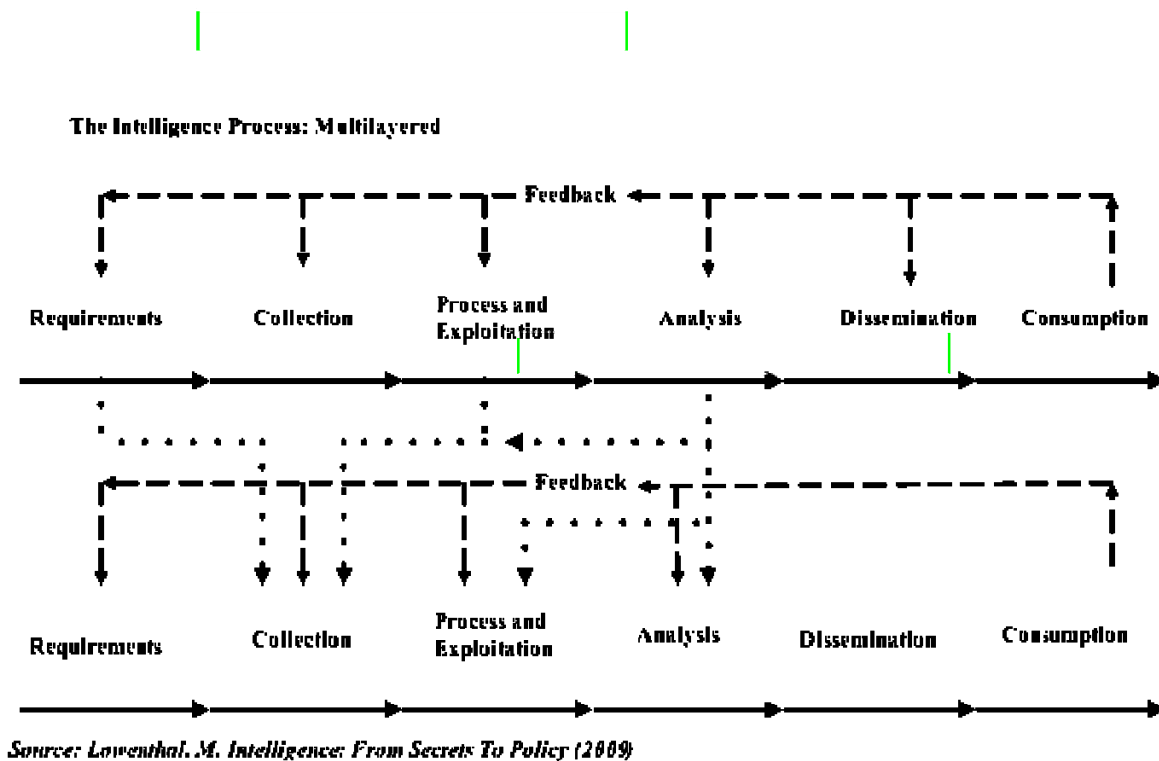 The Intelligence Process: Multilayered
Feedback
Requirements
Collection
Process and
Exploitation
Analysis
Dissemination
Consumption
Feedback
Requirements
Collection
Process and
Exploitation
Analysis
Dissemination
Consumption
Source: Lowenthal. M. Intelligence: From Secrets To Policy (2009)